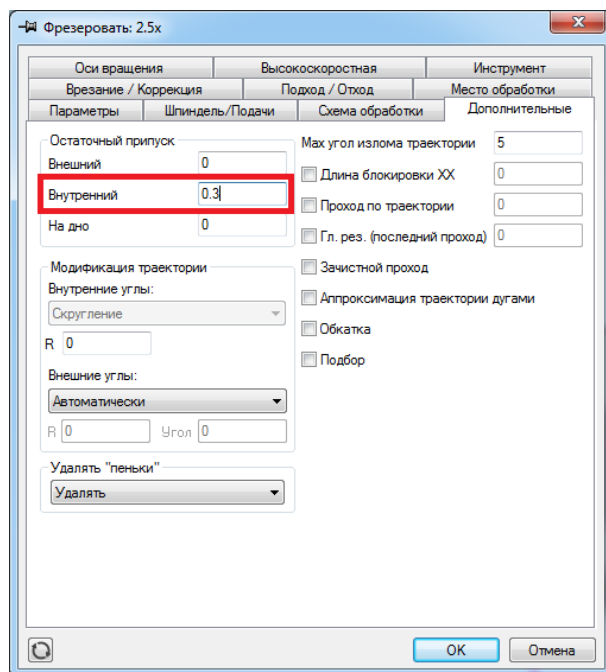 Фрезеровать: 2.5x
Оси вращения Высокоскоростная Инструмент
Врезание / Коррекция Подход / Отход Место обработки
Параметры Шпиндель/Подачи Схема обработки Дополнительные
Остаточный припуск
Внешний 0
Внутренний 0.3
На дно 0
Модификация траектории
Внутренние углы:
Скругление
R 0
Внешние углы:
Автоматически
R 0 Угол 0
Удалять "пеньки"
Удалять
Мах угол излома траектории 5
Длина блокировки XX 0
Проход по траектории 0
Гл. рез. (последний проход) 0
Зачистной проход
Аппроксимация траектории дугами
Обкатка
Подбор
OK Отмена